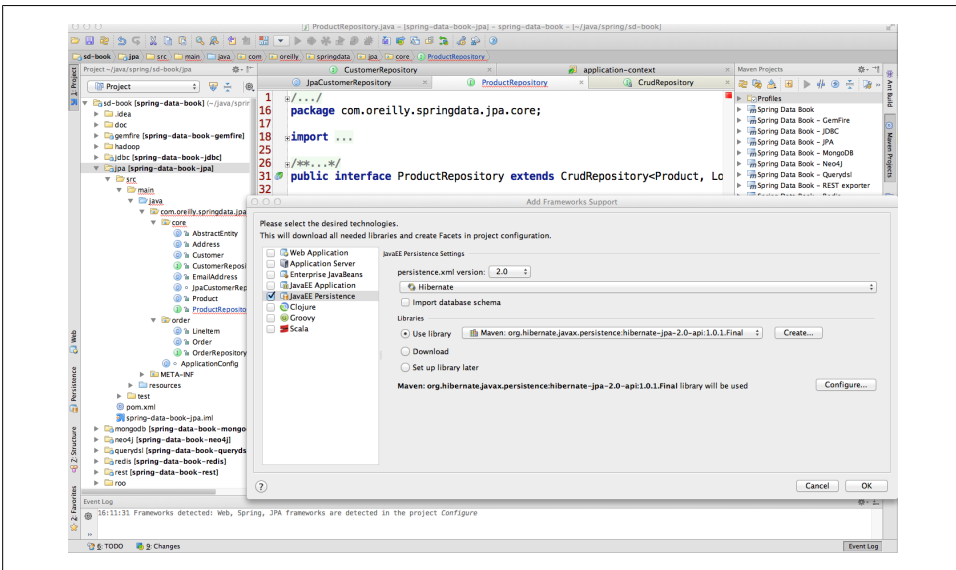 ProductRepository.java - [spring-data-book-jpa] - spring-data-book - [~/java/spring/sd-book]
sd-book jpa src main java com oreilly springdata jpa core ProductRepository
Project ~/java/spring/sd-book/jpa
CustomerRepository
application-context
Maven Projects
Project
JpaCustomerRepository
ProductRepository
CrudRepository
sd-book [spring-data-book] (~/java/sprin
.idea
doc
gemfire [spring-data-book-gemfire]
hadoop
jdbc [spring-data-book-jdbc]
jpa [spring-data-book-jpa]
src
main
java
com.oreilly.springdata.jpa
core
AbstractEntity
Address
Customer
CustomerReposi
EmailAddress
JpaCustomerRep
Product
ProductReposito
order
LineItem
Order
OrderRepository
ApplicationConfig
META-INF
resources
test
pom.xml
spring-data-book-jpa.iml
mongodb [spring-data-book-mongo
neo4j [spring-data-book-neo4j]
querydsl [spring-data-book-queryds
redis [spring-data-book-redis]
rest [spring-data-book-rest]
roo
1 /.../
16 package com.oreilly.springdata.jpa.core;
17
18 import ...
25
26 /**...*/
31 public interface ProductRepository extends CrudRepository<Product, Lo
32
Profiles
Spring Data Book
Spring Data Book - GemFire
Spring Data Book - JDBC
Spring Data Book - JPA
Spring Data Book - MongoDB
Spring Data Book - Neo4J
Spring Data Book - Querydsl
Spring Data Book - REST exporter
1: Project
Web
Persistence
Z: Structure
2: Favorites
Ant Build
Maven Projects
Add Frameworks Support
Please select the desired technologies.
This will download all needed libraries and create Facets in project configuration.
Web Application
Application Server
Enterprise JavaBeans
JavaEE Application
JavaEE Persistence
Clojure
Groovy
Scala
JavaEE Persistence Settings
persistence.xml version: 2.0
Hibernate
Import database schema
Libraries
Use library Maven: org.hibernate.javax.persistence:hibernate-jpa-2.0-api:1.0.1.Final Create...
Download
Set up library later
Maven: org.hibernate.javax.persistence:hibernate-jpa-2.0-api:1.0.1.Final library will be used Configure...
? Cancel OK
Event Log
16:11:31 Frameworks detected: Web, Spring, JPA frameworks are detected in the project Configure
6: TODO 9: Changes Event Log